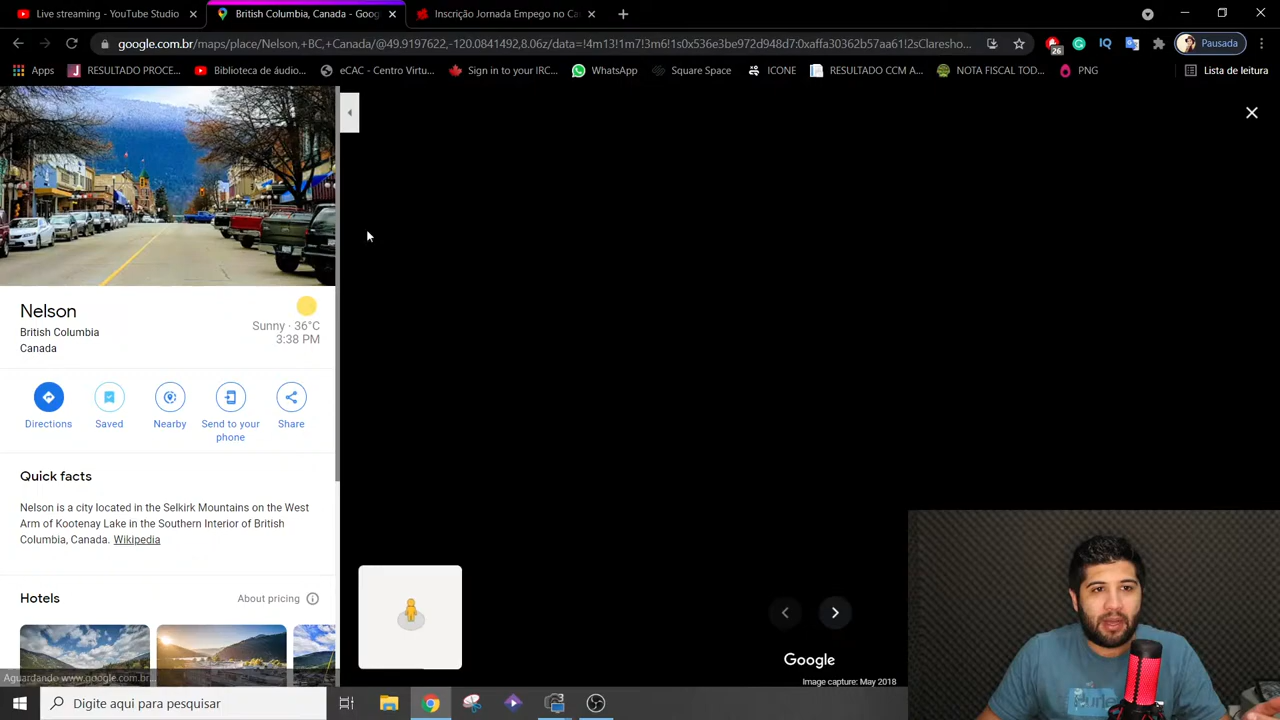 Live streaming - YouTube Studio
British Columbia, Canada - Goog
Inscrição Jornada Empego no Ca
google.com.br/maps/place/Nelson,+BC,+Canada/@49.9197622,-120.0841492,8.06z/data=!4m13!1m7!3m6!1s0x536e3be972d948d7:0xaffa30362b57aa61!2sClaresho...
26
Pausada
Apps
RESULTADO PROCE...
Biblioteca de áudio...
eCAC - Centro Virtu...
Sign in to your IRC...
WhatsApp
Square Space
ICONE
RESULTADO CCM A...
NOTA FISCAL TOD...
PNG
Lista de leitura
Nelson
British Columbia
Canada
Sunny · 36°C
3:38 PM
Directions
Saved
Nearby
Send to your
phone
Share
Quick facts
Nelson is a city located in the Selkirk Mountains on the West
Arm of Kootenay Lake in the Southern Interior of British
Columbia, Canada. Wikipedia
Hotels
About pricing
Aguardando www.google.com.br...
Google
Image capture: May 2018
Digite aqui para pesquisar